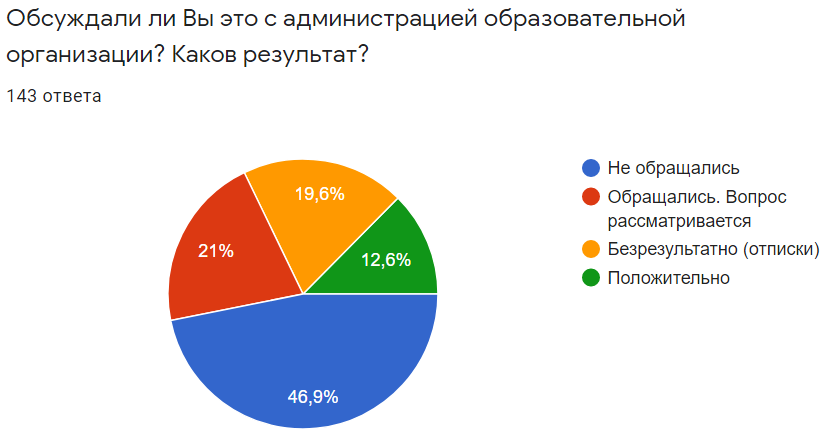 Обсуждали ли Вы это с администрацией образовательной
организации? Каков результат?
143 ответа
19,6%
21%
12,6%
46,9%
Не обращались
Обращались. Вопрос
рассматривается
Безрезультатно (отписки)
Положительно